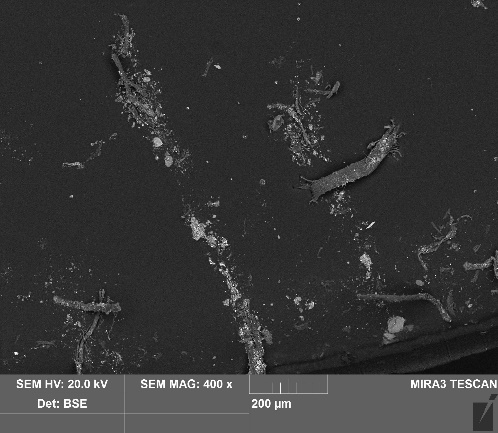 SEM HV: 20.0 kV SEM MAG: 400 x MIRA3 TESCAN
Det: BSE 200 µm